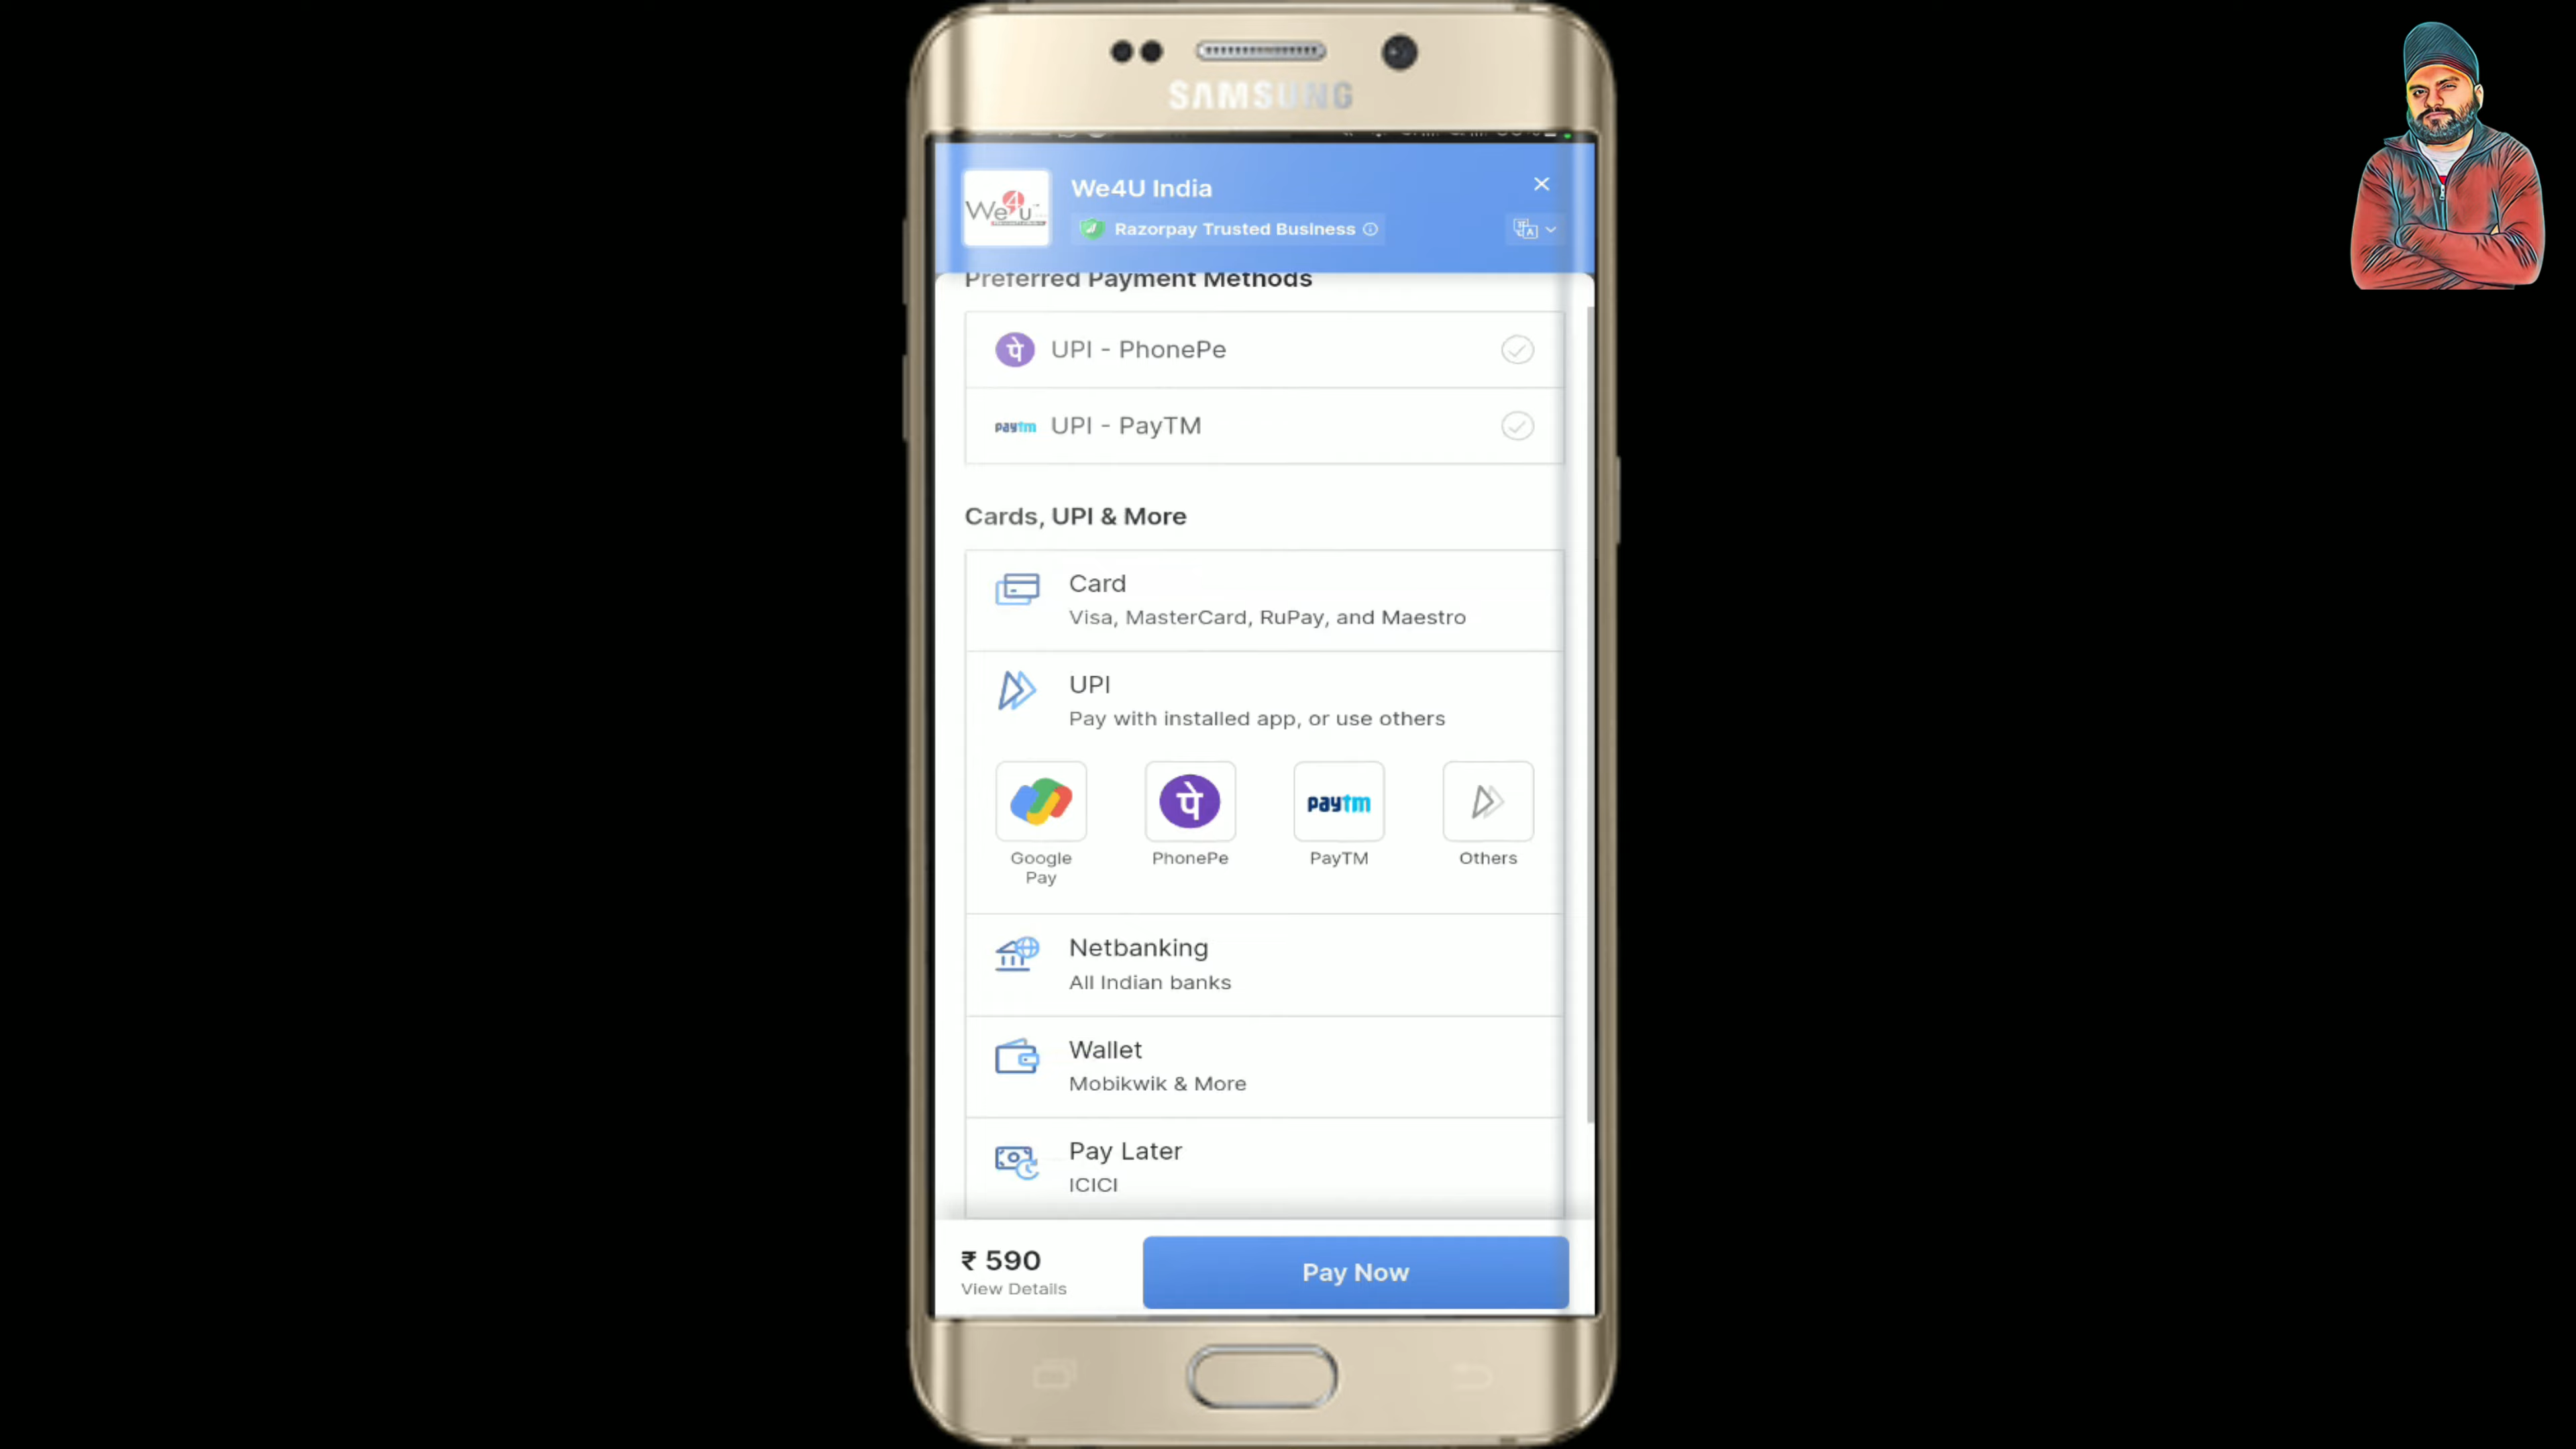 SAMSUNG
We4U India
We4u
Razorpay Trusted Business
Preferred Payment Methods
पे UPI - PhonePe
paytm UPI - PayTM
Cards, UPI & More
Card
Visa, MasterCard, RuPay, and Maestro
UPI
Pay with installed app, or use others
पे
paytm
Google
Pay
PhonePe
PayTM
Others
Netbanking
All Indian banks
Wallet
Mobikwik & More
Pay Later
ICICI
₹ 590
View Details
Pay Now